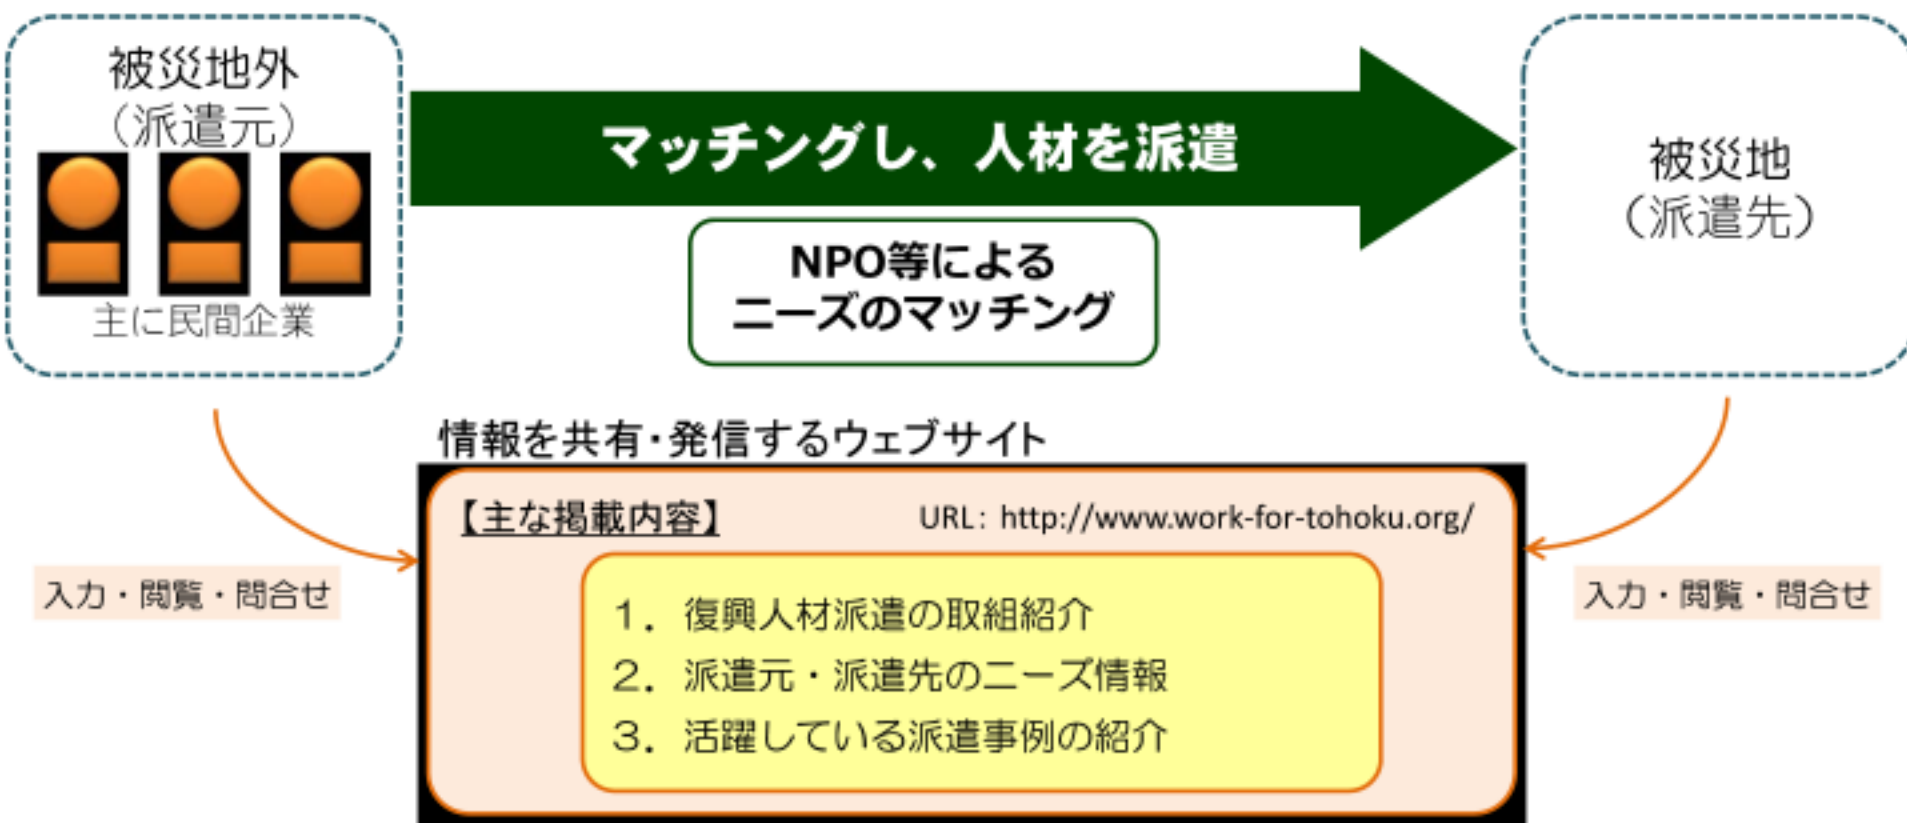 被災地外
（派遣元）
主に民間企業
マッチングし、人材を派遣
NPO等による
ニーズのマッチング
被災地
（派遣先）
情報を共有・発信するウェブサイト
【主な掲載内容】 URL: http://www.work-for-tohoku.org/
１．復興人材派遣の取組紹介
２．派遣元・派遣先のニーズ情報
３．活躍している派遣事例の紹介
入力・閲覧・問合せ
入力・閲覧・問合せ